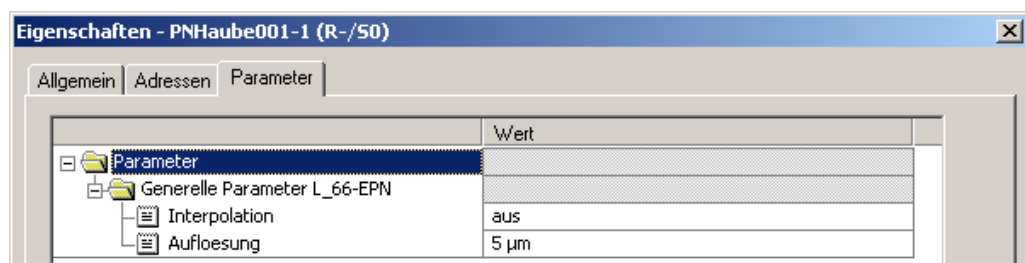 Eigenschaften - PNHaube001-1 (R-/S0)
Allgemein Adressen Parameter
Wert
Parameter
Generelle Parameter L_66-EPN
Interpolation aus
Aufloesung 5 µm